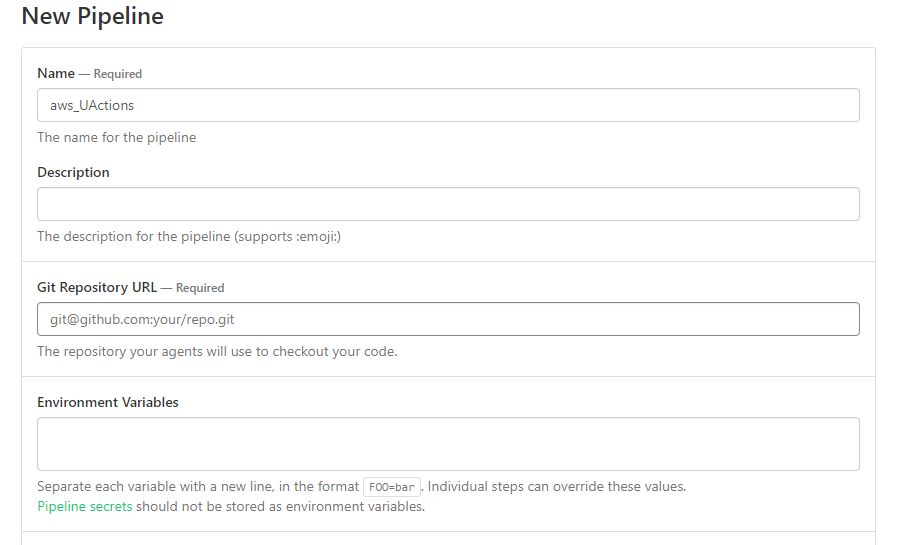 New Pipeline
Name — Required
aws_UActions
The name for the pipeline
Description
The description for the pipeline (supports :emoji:)
Git Repository URL — Required
git@github.com:your/repo.git
The repository your agents will use to checkout your code.
Environment Variables
Separate each variable with a new line, in the format FOO=bar. Individual steps can override these values.
Pipeline secrets should not be stored as environment variables.